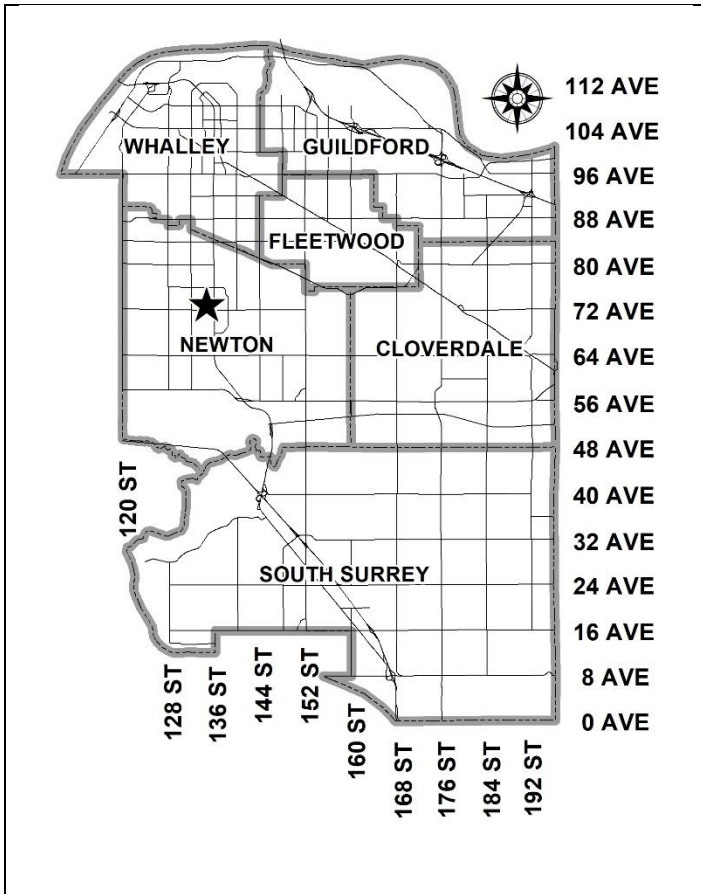 112 AVE
104 AVE
WHALLEY
GUILDFORD
96 AVE
88 AVE
FLEETWOOD
80 AVE
72 AVE
NEWTON
CLOVERDALE
64 AVE
56 AVE
48 AVE
120 ST
40 AVE
32 AVE
SOUTH SURREY
24 AVE
16 AVE
8 AVE
0 AVE
128 ST
136 ST
144 ST
152 ST
160 ST
168 ST
176 ST
184 ST
192 ST